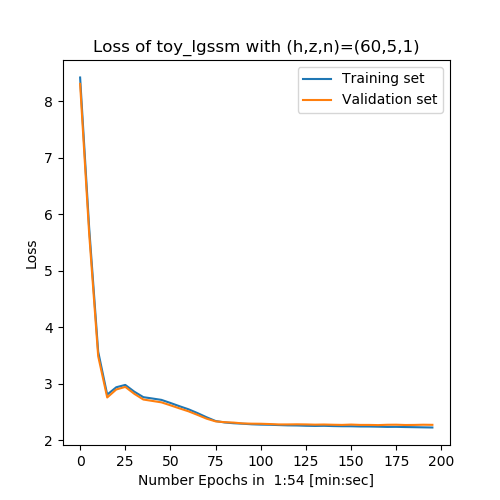 Loss of toy_lgssm with (h,z,n)=(60,5,1)
Training set
Validation set
8
7
6
5
4
3
2
Loss
0 25 50 75 100 125 150 175 200
Number Epochs in  1:54 [min:sec]